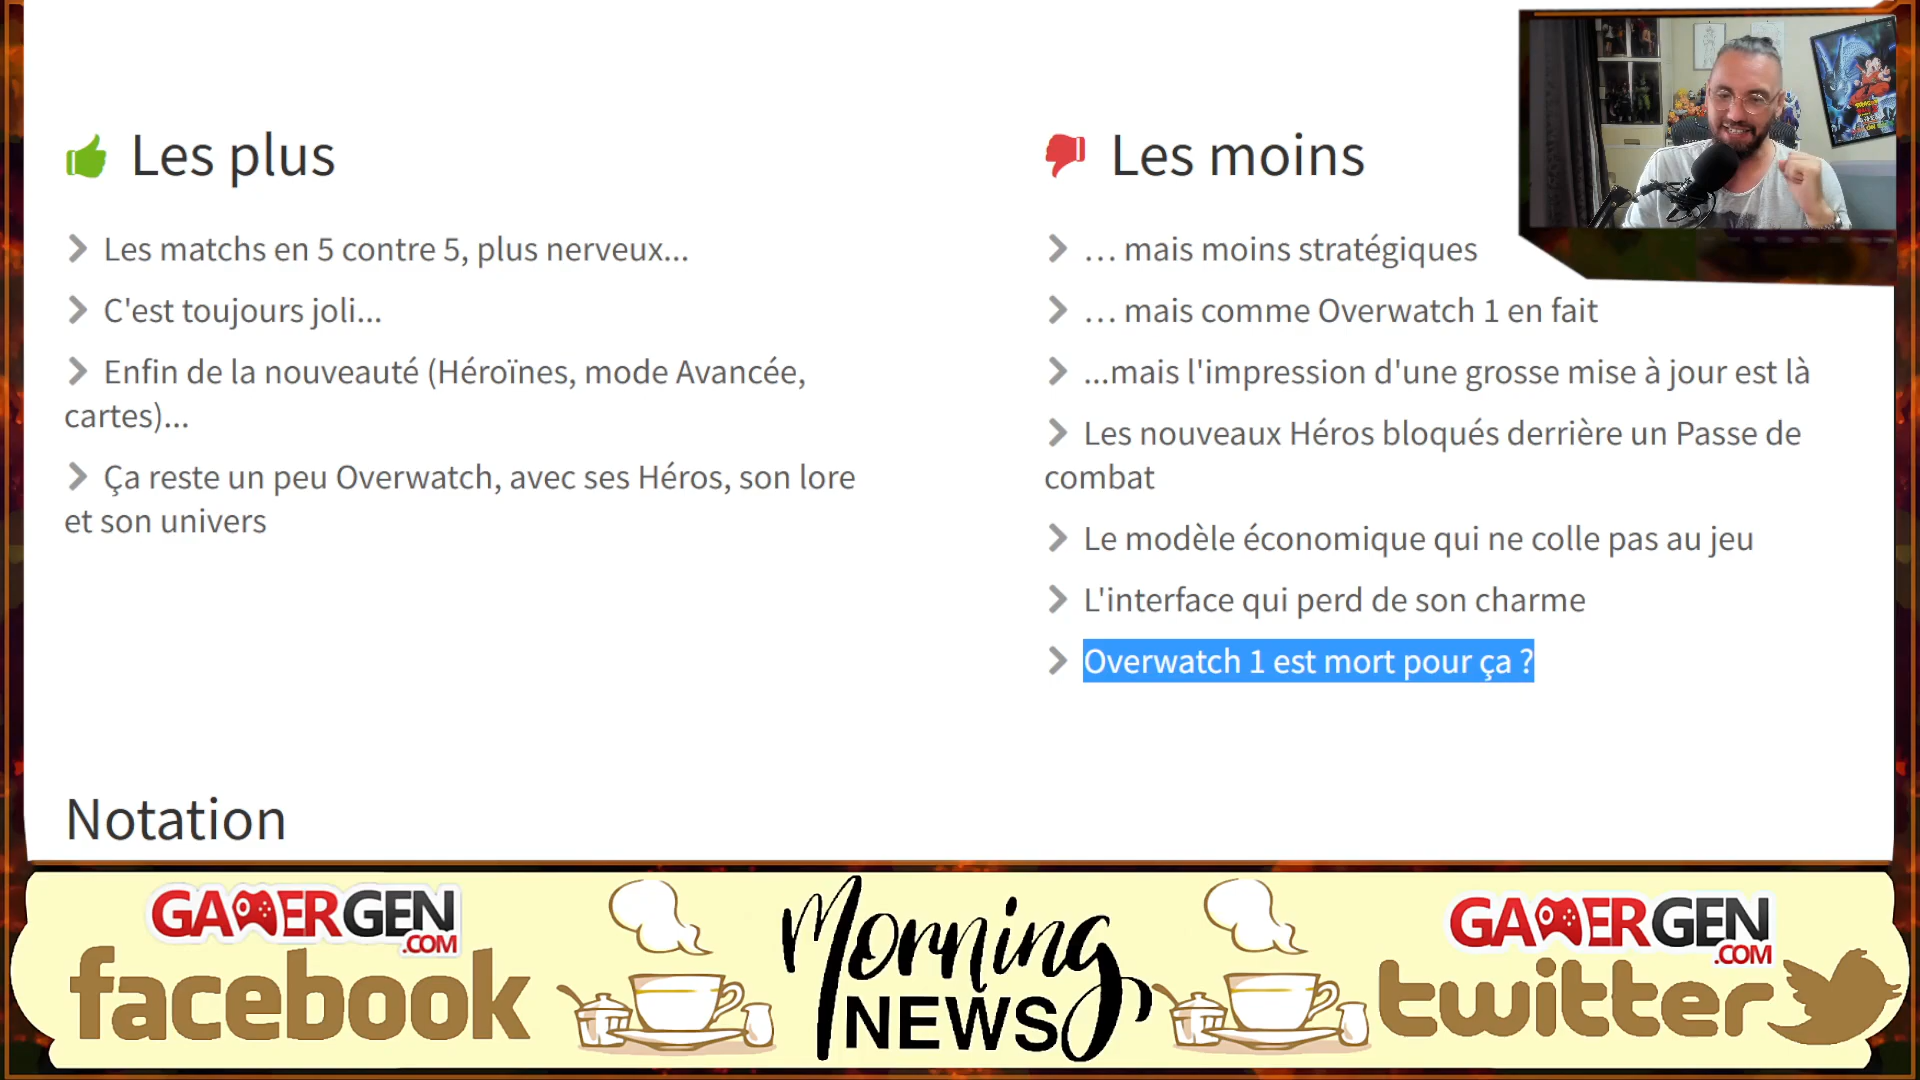 Les plus
Les matchs en 5 contre 5, plus nerveux...
C'est toujours joli...
Enfin de la nouveauté (Héroïnes, mode Avancée,
cartes)...
Ça reste un peu Overwatch, avec ses Héros, son lore
et son univers
Les moins
… mais moins stratégiques
… mais comme Overwatch 1 en fait
...mais l'impression d'une grosse mise à jour est là
Les nouveaux Héros bloqués derrière un Passe de
combat
Le modèle économique qui ne colle pas au jeu
L'interface qui perd de son charme
Overwatch 1 est mort pour ça ?
Notation
GAMERGEN
.COM
facebook
Morning
NEWS
GAMERGEN
.COM
twitter